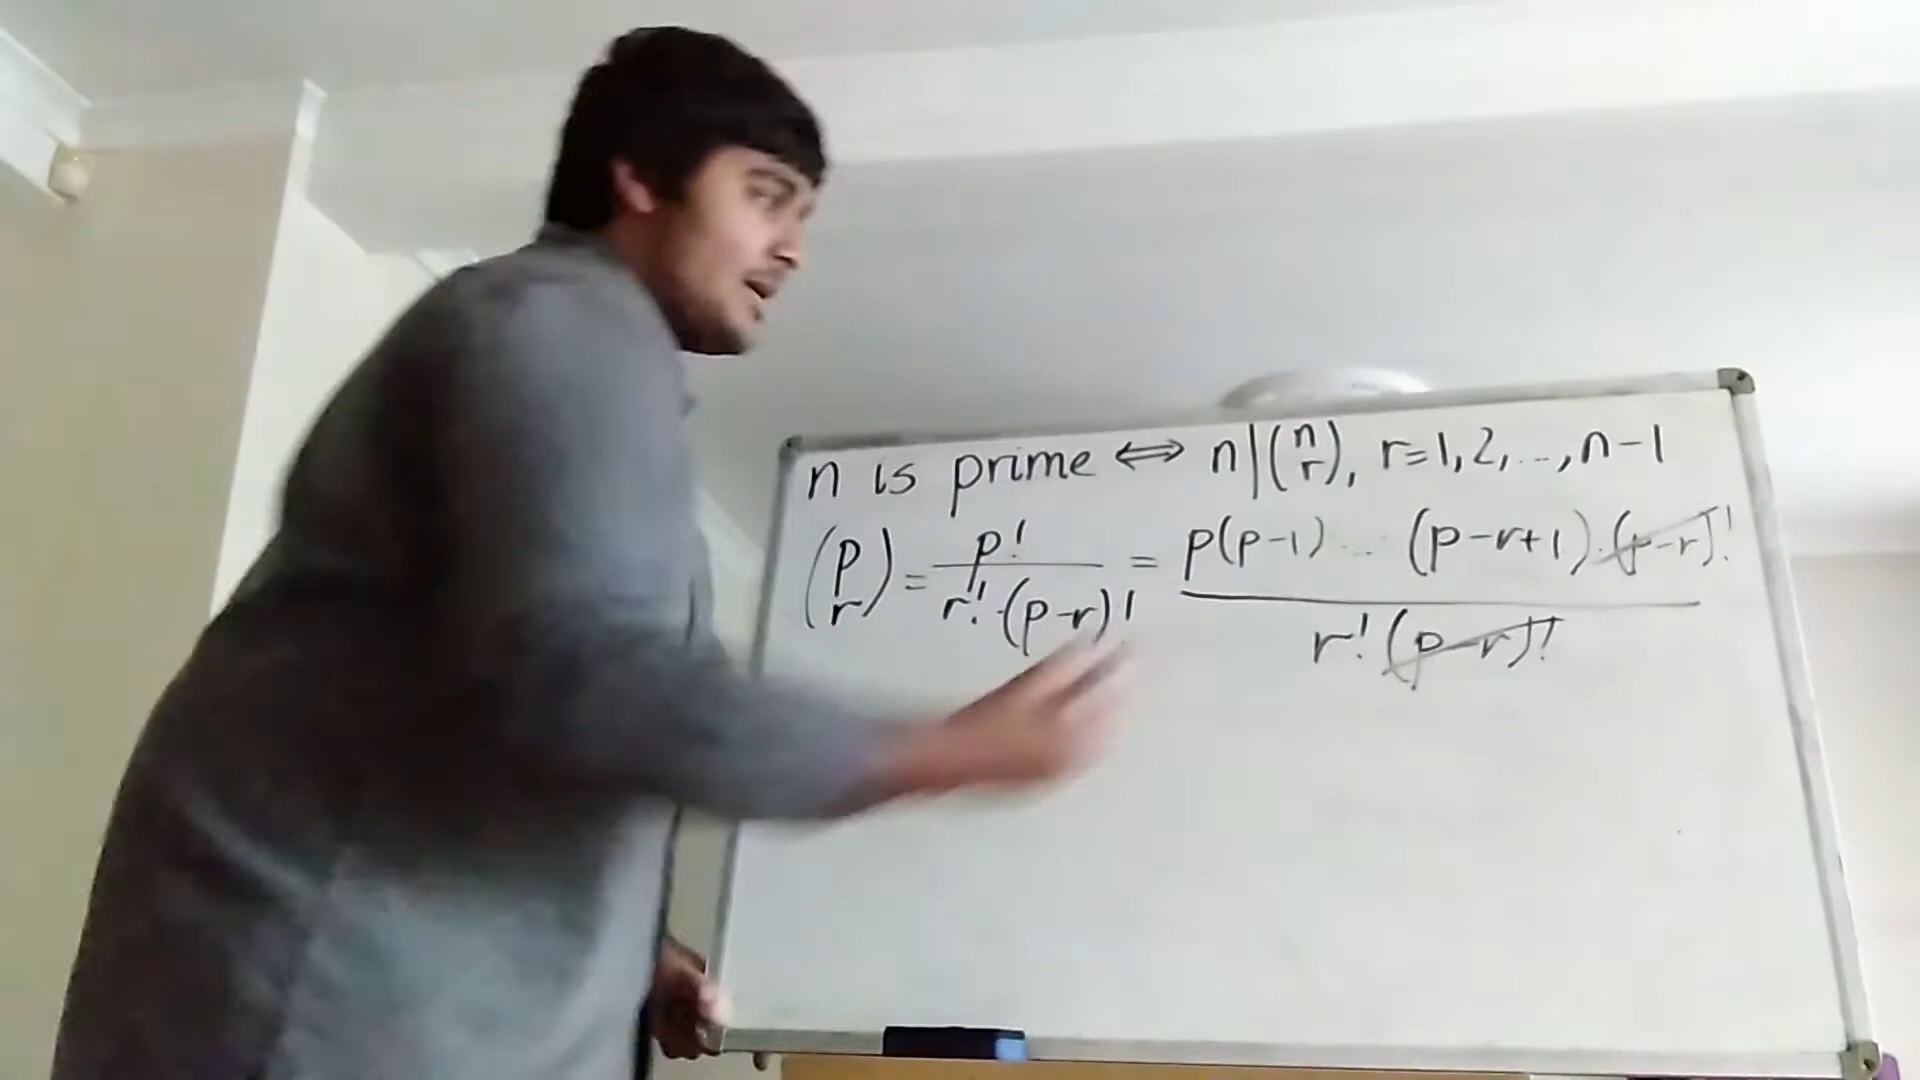 n is prime ⟺ n|(n r), r=1,2,...,n-1
(p r) = p! / r!·(p-r)! = p(p-1)...(p-r+1)·(p-r)! / r!(p-r)!